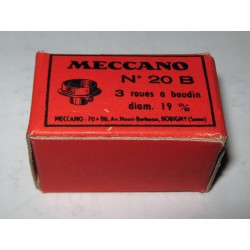 MECCANO
N° 20 B
3 roues à boudin
diam. 19 m/m
MECCANO - 70 à 88, Av. Henri-Barbusse, BOBIGNY (Seine)